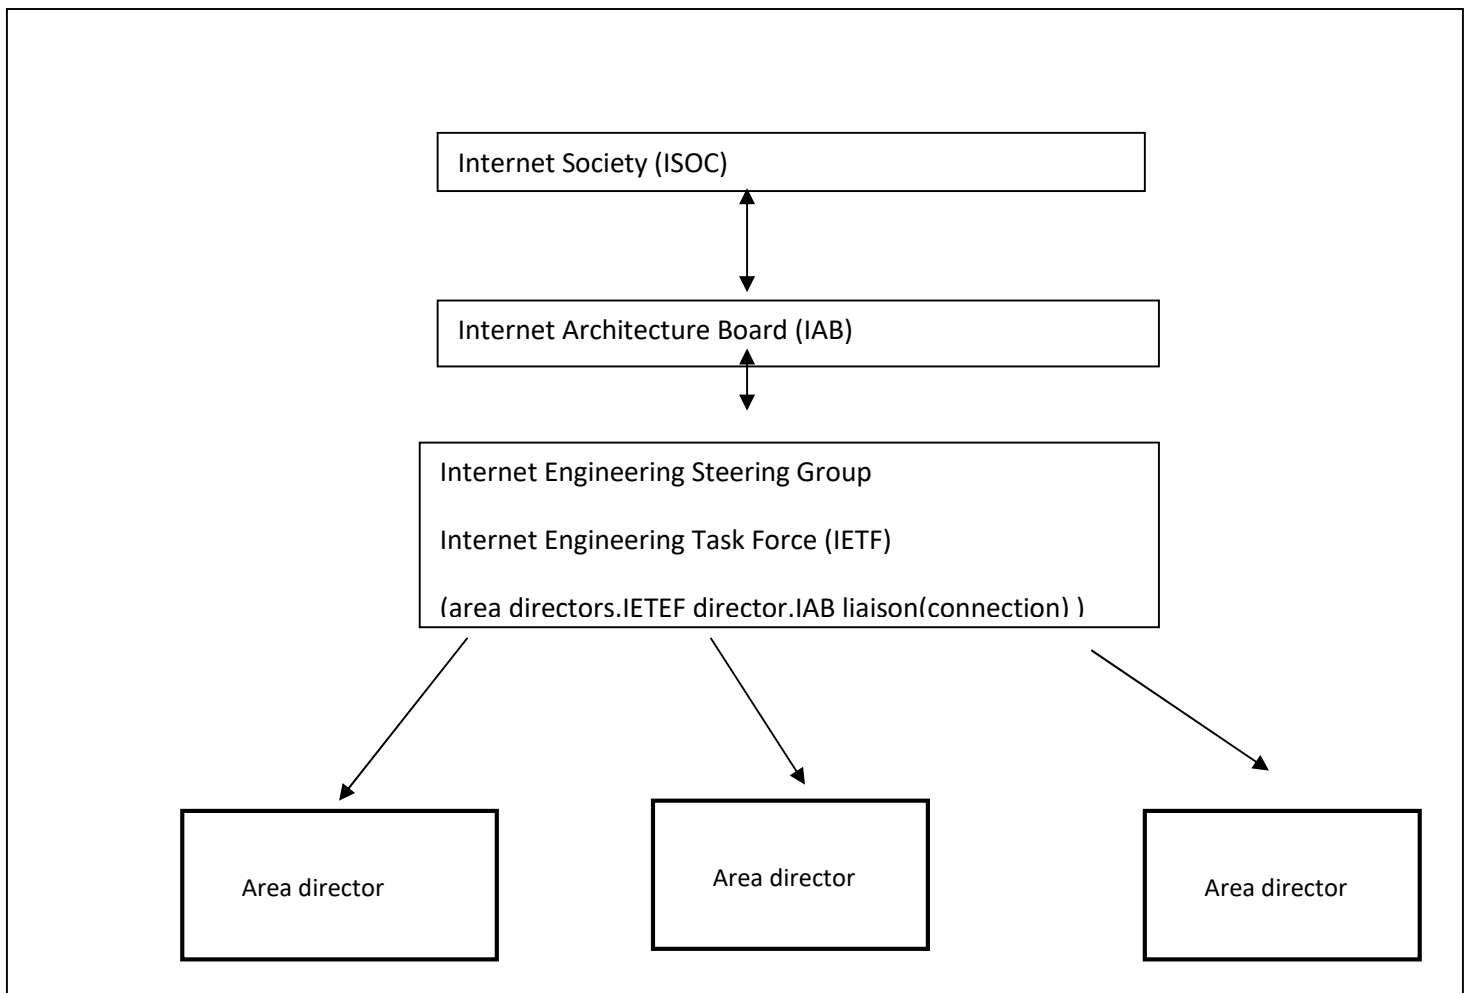 Internet Society (ISOC)
Internet Architecture Board (IAB)
Internet Engineering Steering Group
Internet Engineering Task Force (IETF)
(area directors.IETEF director.IAB liaison(connection) )
Area director
Area director
Area director